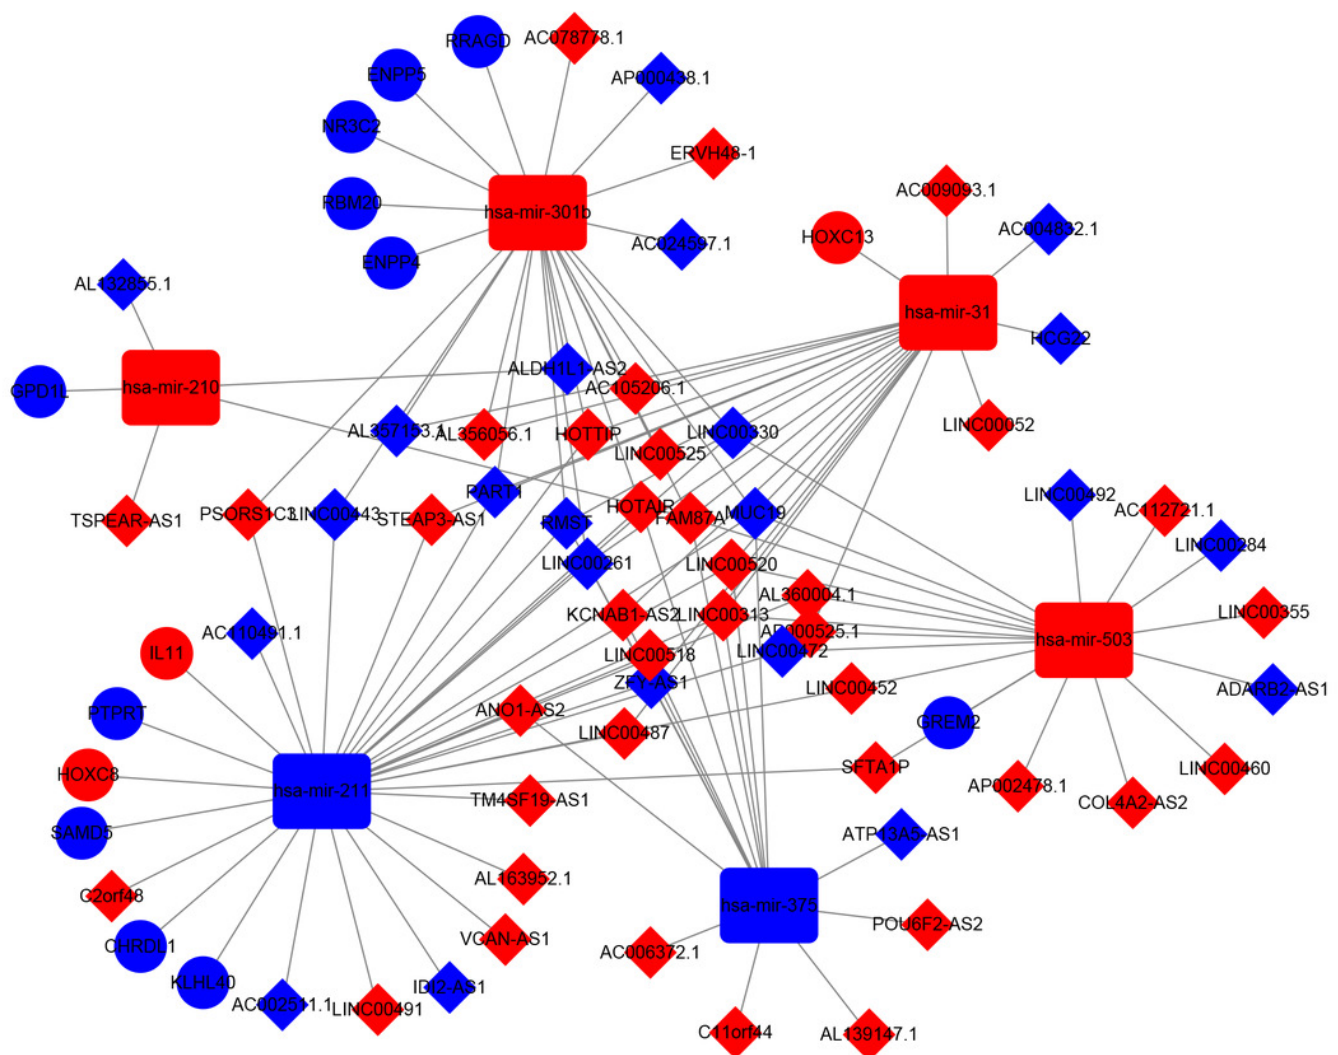 RRAGD
AC078778.1
ENPP5
AP000438.1
NR3C2
ERVH48-1
AC009093.1
RBM20
hsa-mir-301b
HOXC13
AC004832.1
AC024597.1
ENPP4
AL132855.1
hsa-mir-31
HCG22
ALDH1L1-AS2
GPD1L
hsa-mir-210
AC105206.1
LINC00052
AL357153.1
AL356056.1
HOTTIP
LINC00330
LINC00525
PART1
LINC00492
TSPEAR-AS1
PSORS1C3
LINC00443
STEAP3-AS1
RMST
HOTAIR
FAM87A
MUC19
AC112721.1
LINC00284
LINC00261
LINC00520
AL360004.1
KCNAB1-AS2
LINC00313
LINC00355
AC110491.1
AP000525.1
hsa-mir-503
IL11
LINC00518
LINC00472
ZFY-AS1
LINC00452
ADARB2-AS1
PTPRT
ANO1-AS2
GREM2
LINC00487
HOXC8
SFTA1P
LINC00460
hsa-mir-211
TM4SF19-AS1
AP002478.1
COL4A2-AS2
SAMD5
ATP13A5-AS1
AL163952.1
C2orf48
hsa-mir-375
POU6F2-AS2
CHRDL1
VCAN-AS1
AC006372.1
KLHL40
IDI2-AS1
AC002511.1
LINC00491
C11orf44
AL139147.1